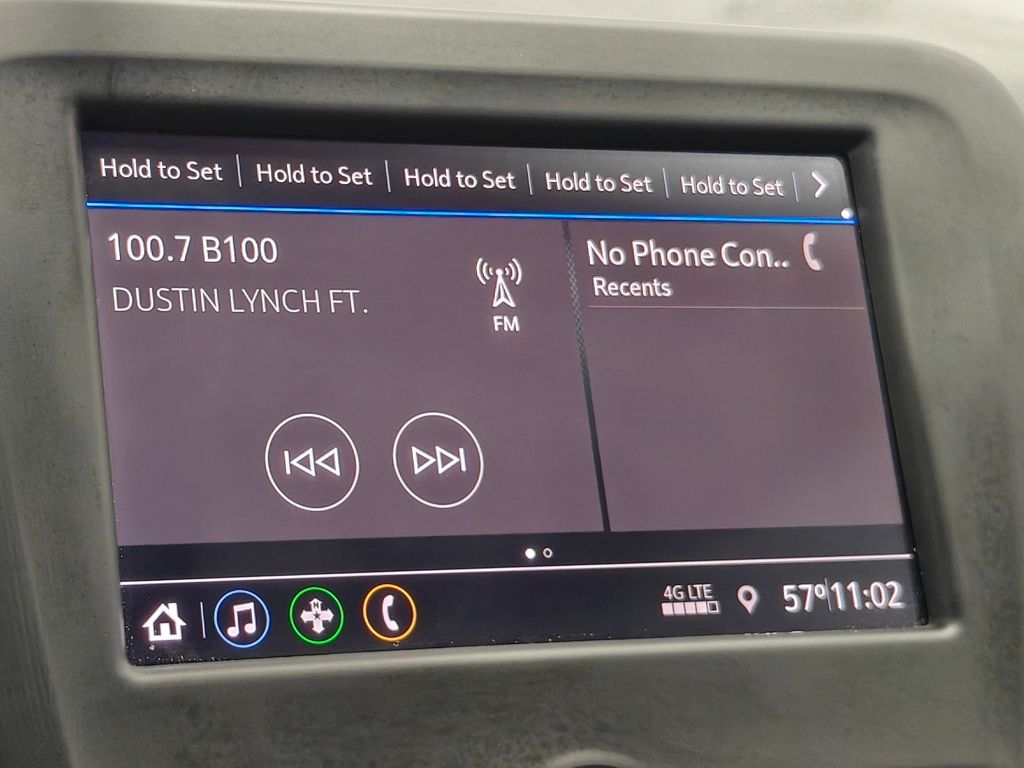 Hold to Set Hold to Set Hold to Set Hold to Set Hold to Set
100.7 B100
DUSTIN LYNCH FT.
FM
No Phone Con..
Recents
N
4G LTE
57° 11:02